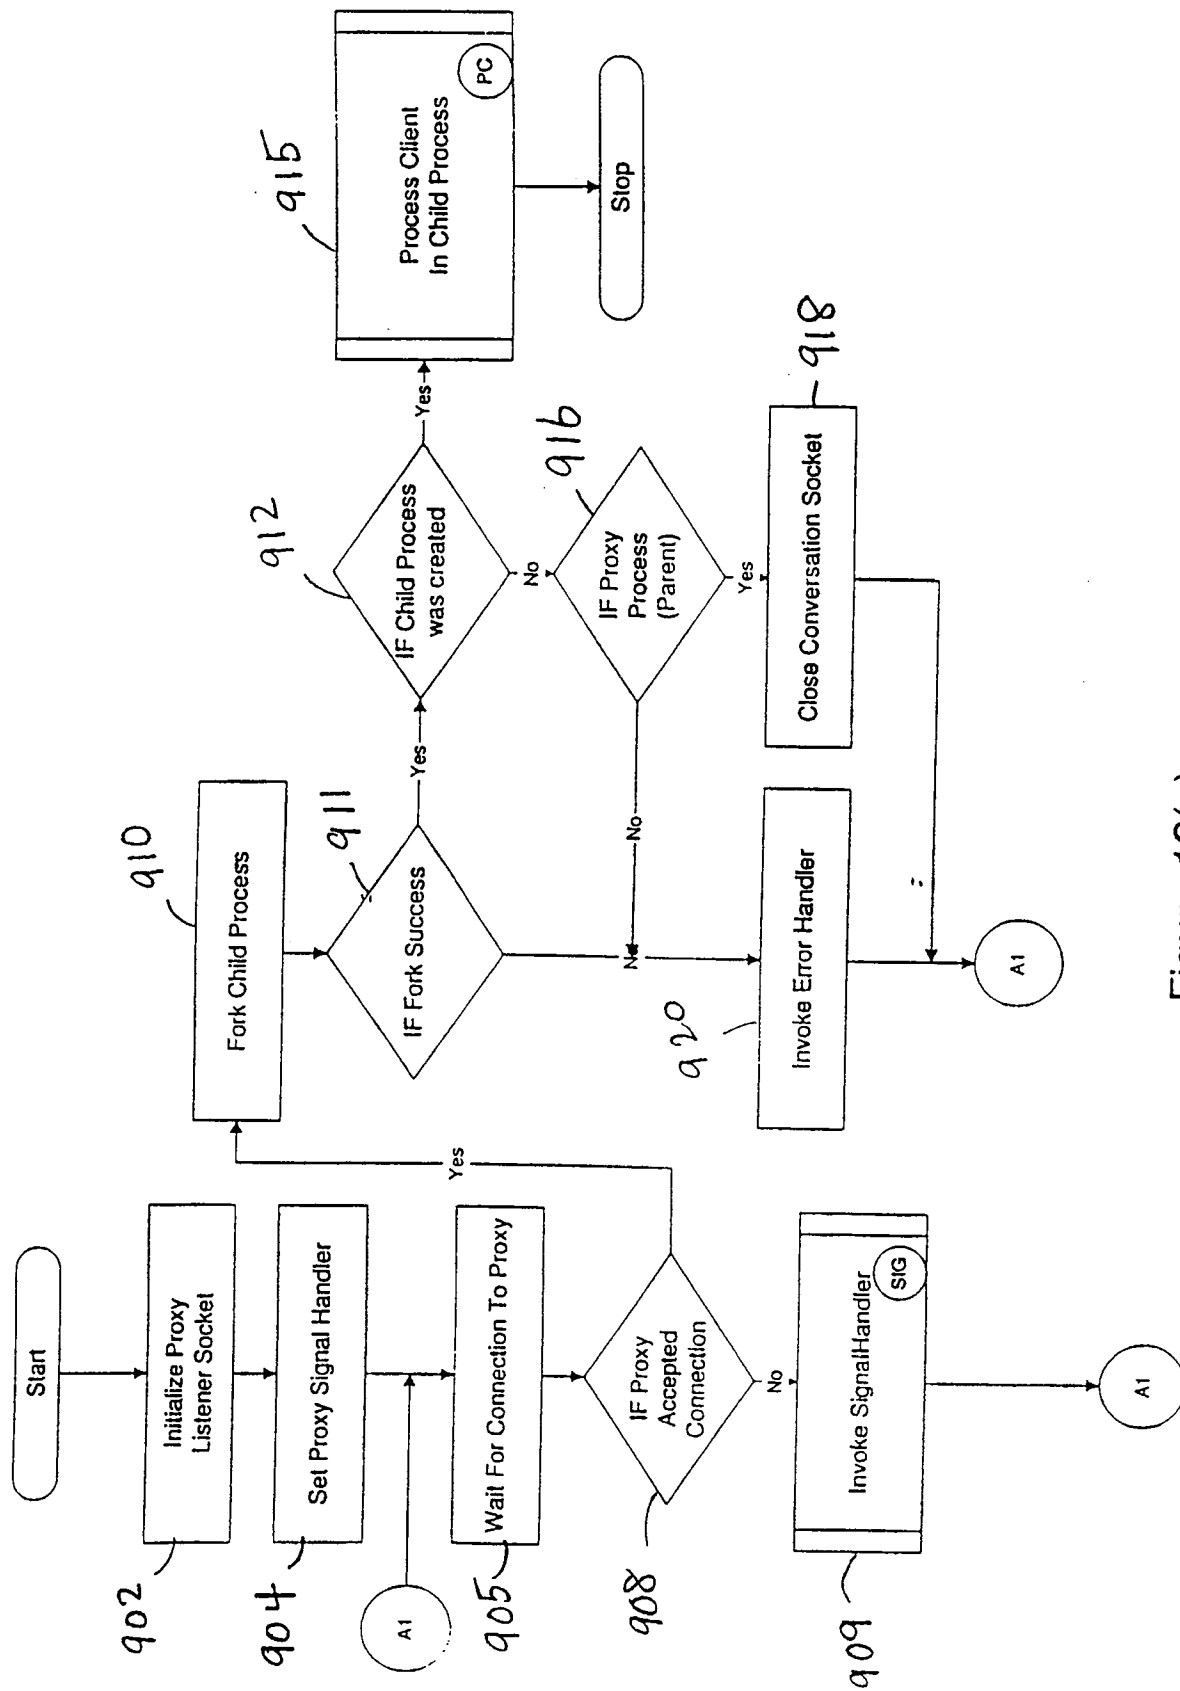 Start
902
Initialize Proxy
Listener Socket
904
Set Proxy Signal Handler
A1
905
Wait For Connection To Proxy
908
IF Proxy
Accepted
Connection
Yes
No
909
Invoke SignalHandler
SIG
A1
910
Fork Child Process
911
IF Fork Success
Yes
No
912
IF Child Process
was created
Yes
No
915
Process Client
In Child Process
PC
Stop
916
IF Proxy
Process
(Parent)
No
Yes
918
Close Conversation Socket
920
Invoke Error Handler
A1